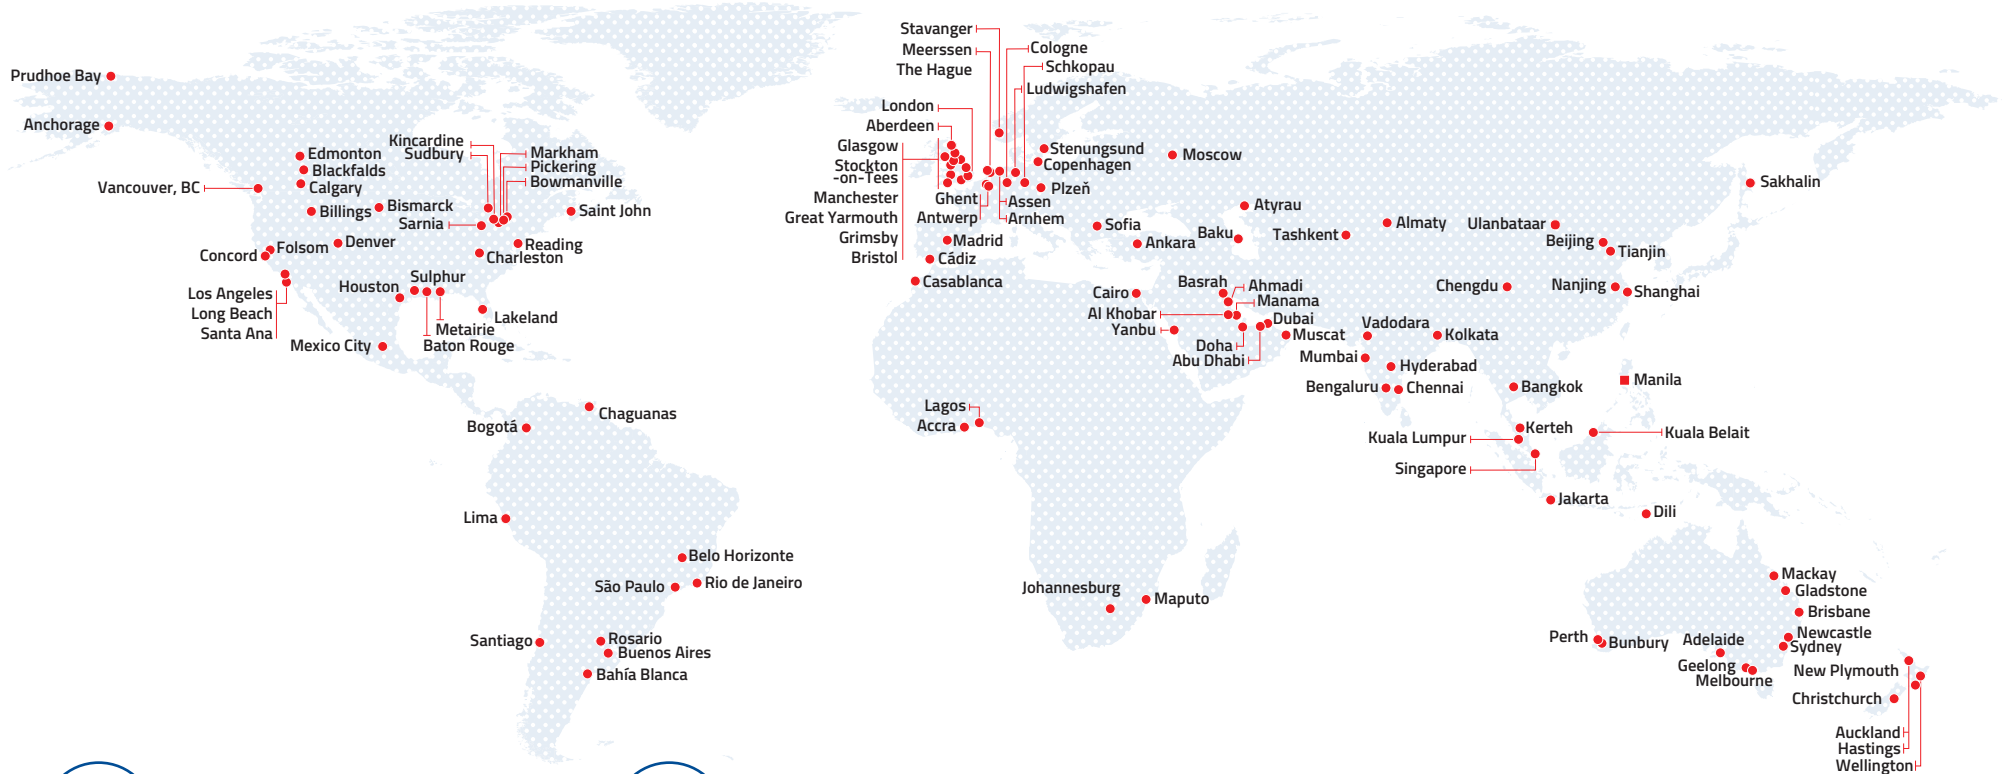 Prudhoe Bay
Anchorage
Edmonton
Blackfalds
Calgary
Vancouver, BC
Billings
Bismarck
Kincardine
Sudbury
Markham
Pickering
Bowmanville
Sarnia
Saint John
Concord
Folsom
Denver
Reading
Charleston
Los Angeles
Long Beach
Santa Ana
Houston
Sulphur
Metairie
Baton Rouge
Lakeland
Mexico City
Chaguanas
Bogotá
Lima
Belo Horizonte
São Paulo
Rio de Janeiro
Santiago
Rosario
Buenos Aires
Bahía Blanca
Stavanger
Meerssen
The Hague
Cologne
Schkopau
Ludwigshafen
London
Aberdeen
Glasgow
Stockton
-on-Tees
Manchester
Great Yarmouth
Grimsby
Bristol
Ghent
Antwerp
Assen
Arnhem
Stenungsund
Copenhagen
Plzeň
Moscow
Madrid
Cádiz
Casablanca
Sofia
Ankara
Atyrau
Baku
Tashkent
Almaty
Cairo
Basrah
Ahmadi
Manama
Al Khobar
Yanbu
Dubai
Doha
Abu Dhabi
Muscat
Lagos
Accra
Johannesburg
Maputo
Vadodara
Kolkata
Mumbai
Hyderabad
Bengaluru
Chennai
Ulanbataar
Beijing
Tianjin
Chengdu
Nanjing
Shanghai
Sakhalin
Bangkok
Manila
Kerteh
Kuala Lumpur
Kuala Belait
Singapore
Jakarta
Dili
Mackay
Gladstone
Brisbane
Newcastle
Sydney
Perth
Bunbury
Adelaide
Geelong
Melbourne
New Plymouth
Christchurch
Auckland
Hastings
Wellington